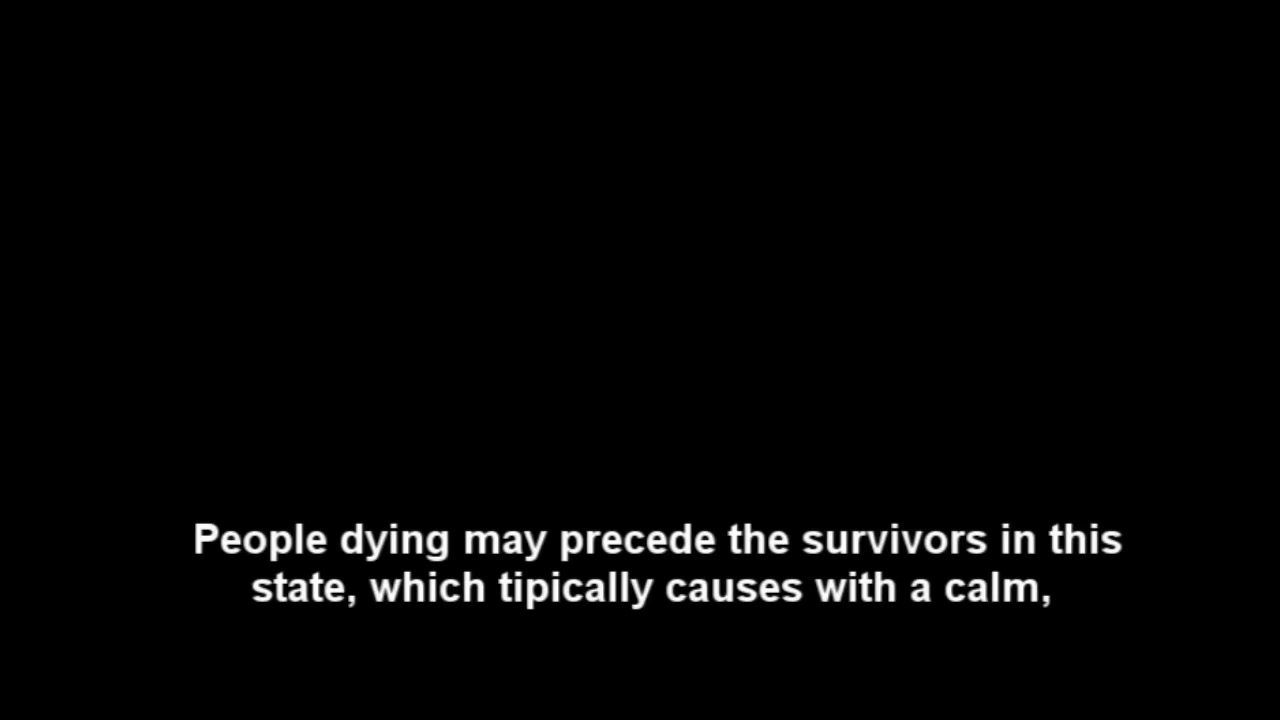 People dying may precede the survivors in this
state, which tipically causes with a calm,